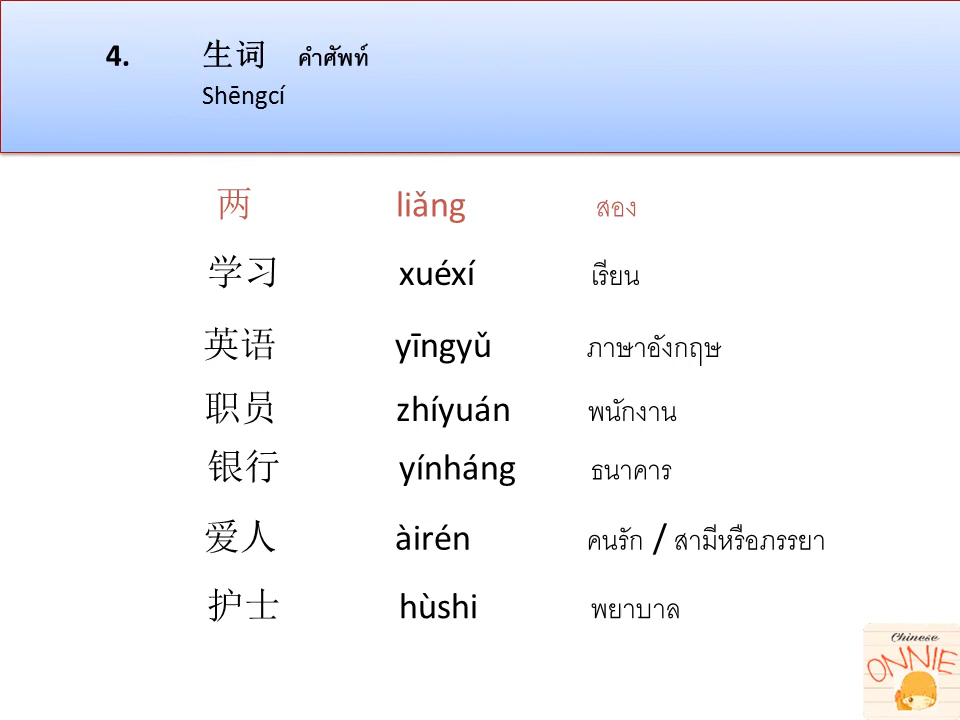 4. 生词 คำศัพท์
Shēngcí
两 liǎng สอง
学习 xuéxí เรียน
英语 yīngyǔ ภาษาอังกฤษ
职员 zhíyuán พนักงาน
银行 yínháng ธนาคาร
爱人 àirén คนรัก / สามีหรือภรรยา
护士 hùshi พยาบาล
Chinese
ONNIE